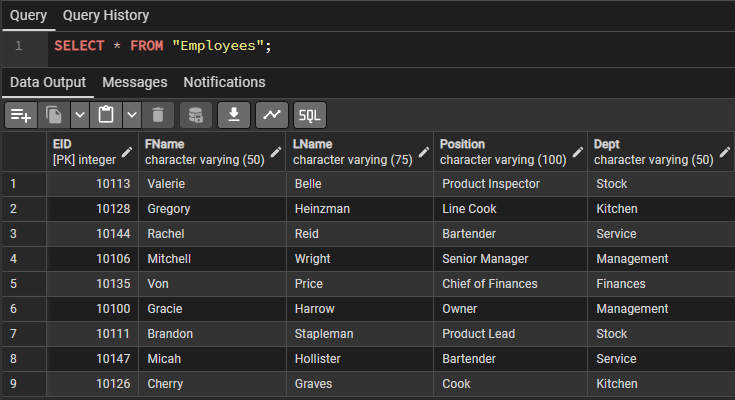 Query Query History
1 SELECT * FROM "Employees";
Data Output Messages Notifications
SQL
EID FName LName Position Dept
[PK] integer character varying (50) character varying (75) character varying (100) character varying (50)
1 10113 Valerie Belle Product Inspector Stock
2 10128 Gregory Heinzman Line Cook Kitchen
3 10144 Rachel Reid Bartender Service
4 10106 Mitchell Wright Senior Manager Management
5 10135 Von Price Chief of Finances Finances
6 10100 Gracie Harrow Owner Management
7 10111 Brandon Stapleman Product Lead Stock
8 10147 Micah Hollister Bartender Service
9 10126 Cherry Graves Cook Kitchen